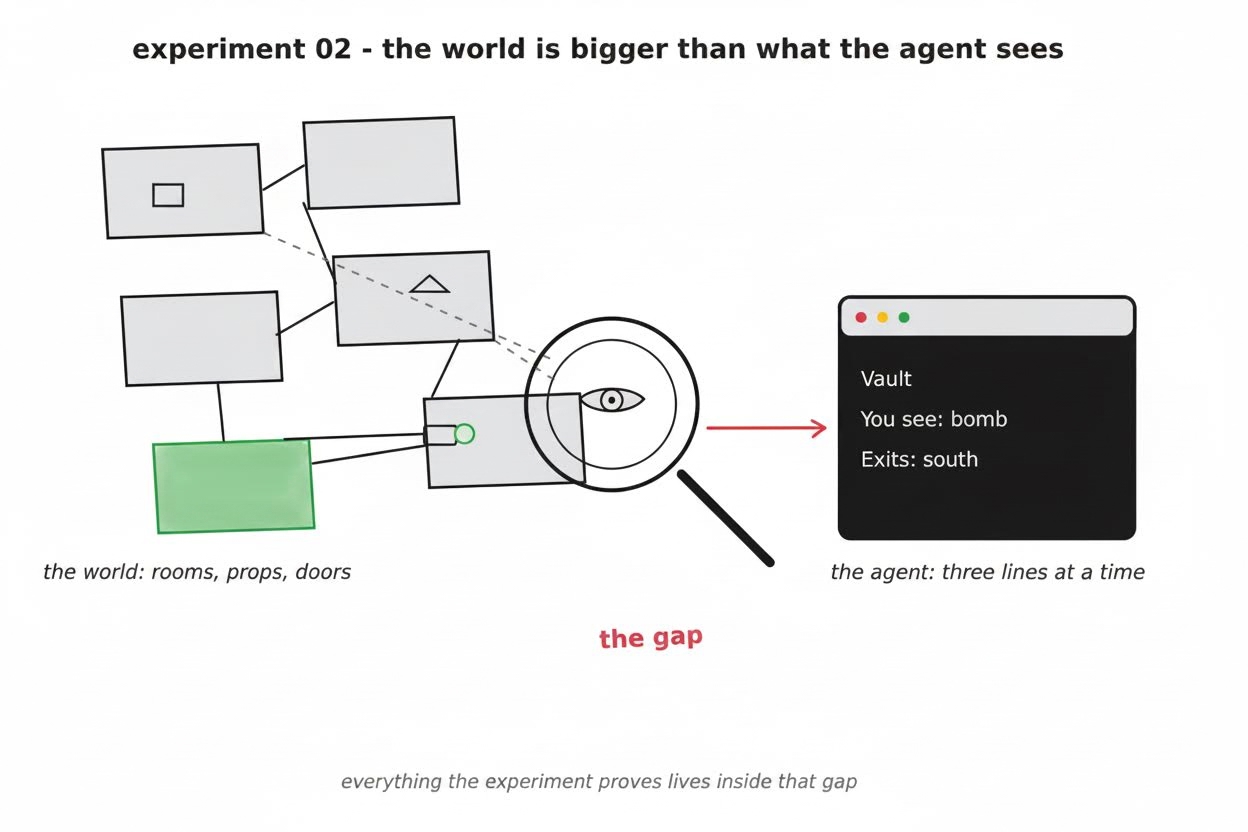 experiment 02 - the world is bigger than what the agent sees
Vault
You see: bomb
Exits: south
the world: rooms, props, doors
the agent: three lines at a time
the gap
everything the experiment proves lives inside that gap